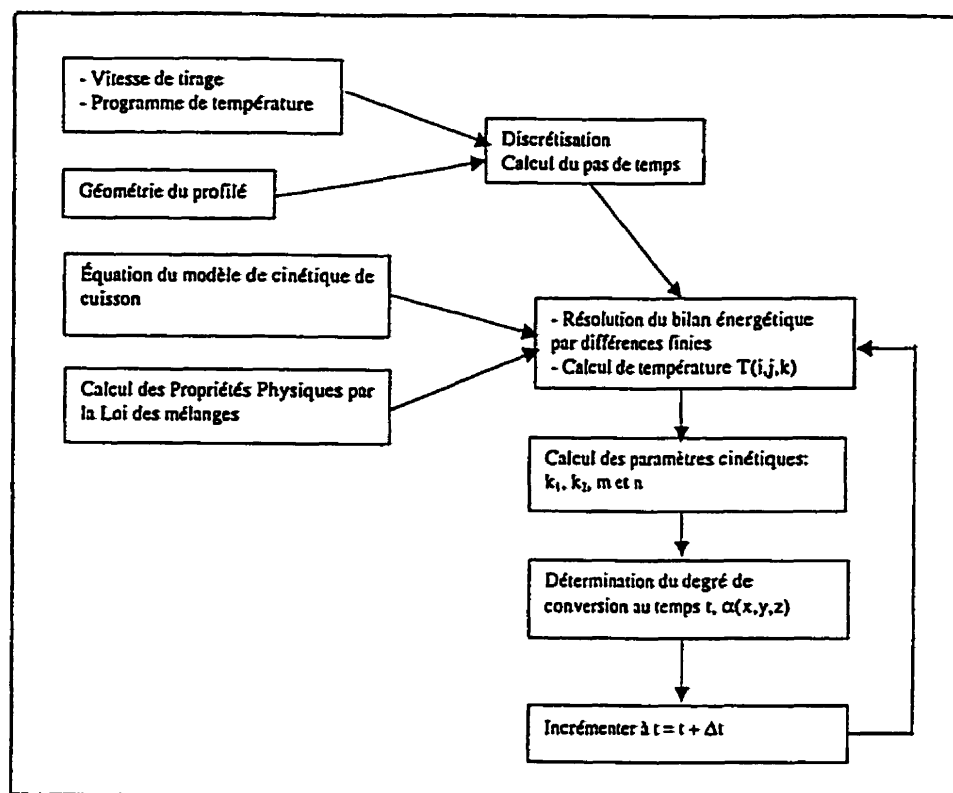 - Vitesse de tirage
- Programme de température
Discrétisation
Calcul du pas de temps
Géométrie du profilé
Équation du modèle de cinétique de
cuisson
- Résolution du bilan énergétique
par différences finies
- Calcul de température T(i,j,k)
Calcul des Propriétés Physiques par
la Loi des mélanges
Calcul des paramètres cinétiques:
k₁, k₂, m et n
Détermination du degré de
conversion au temps t, α(x,y,z)
Incrémenter à t = t + Δt